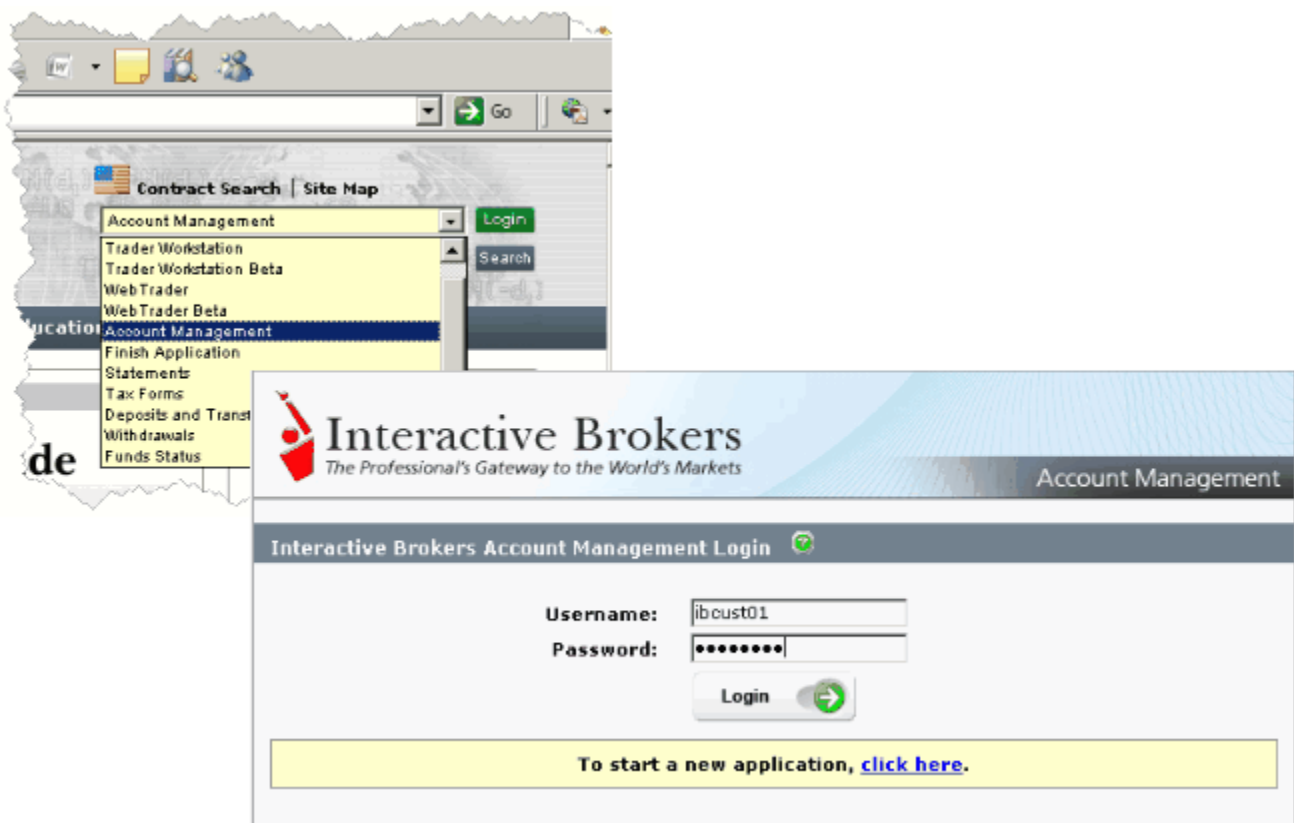 Go
Contract Search | Site Map
Account Management
Login
Trader Workstation
Search
Trader Workstation Beta
WebTrader
WebTrader Beta
Account Management
Finish Application
Statements
Tax Forms
Deposits and
Withdrawals
Funds Status
de
Interactive Brokers
The Professional's Gateway to the World's Markets
Account Management
Interactive Brokers Account Management Login
Username: ibcust01
Password: ••••••••
Login
To start a new application, click here.